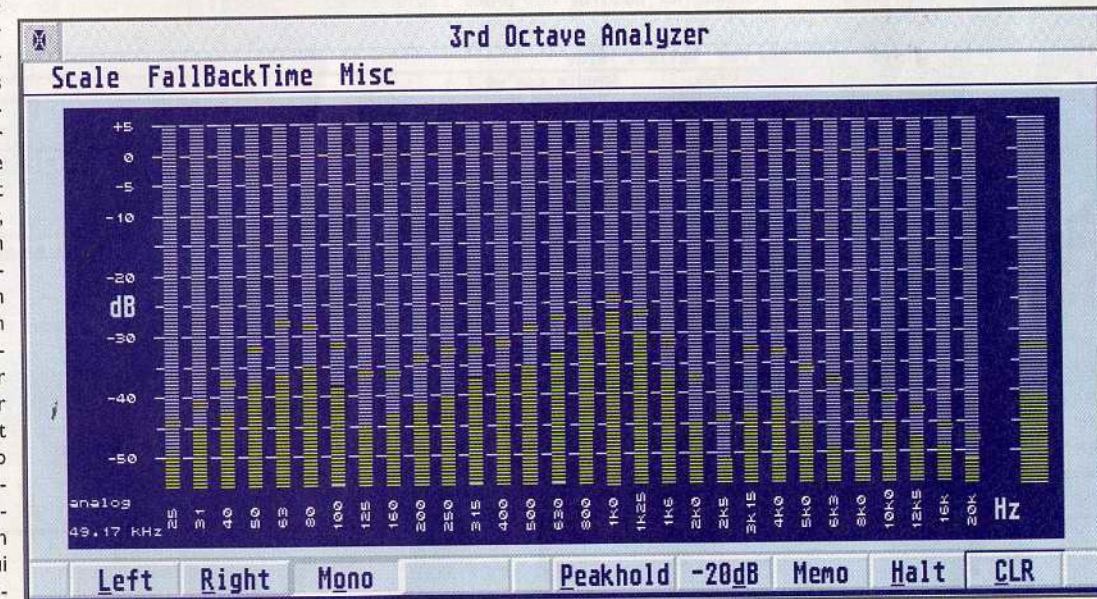 3rd Octave Analyzer
Scale FallBackTime Misc
+5
0
-5
-10
-20
dB
-30
-40
-50
analog
49.17 kHz
25 31 40 50 63 80 100 125 160 200 250 315 400 500 630 800 1k0 1k25 1k6 2k0 2k5 3k15 4k0 5k0 6k3 8k0 10k0 12k5 16k 20k Hz
Left Right Mono Peakhold -20dB Memo Halt CLR